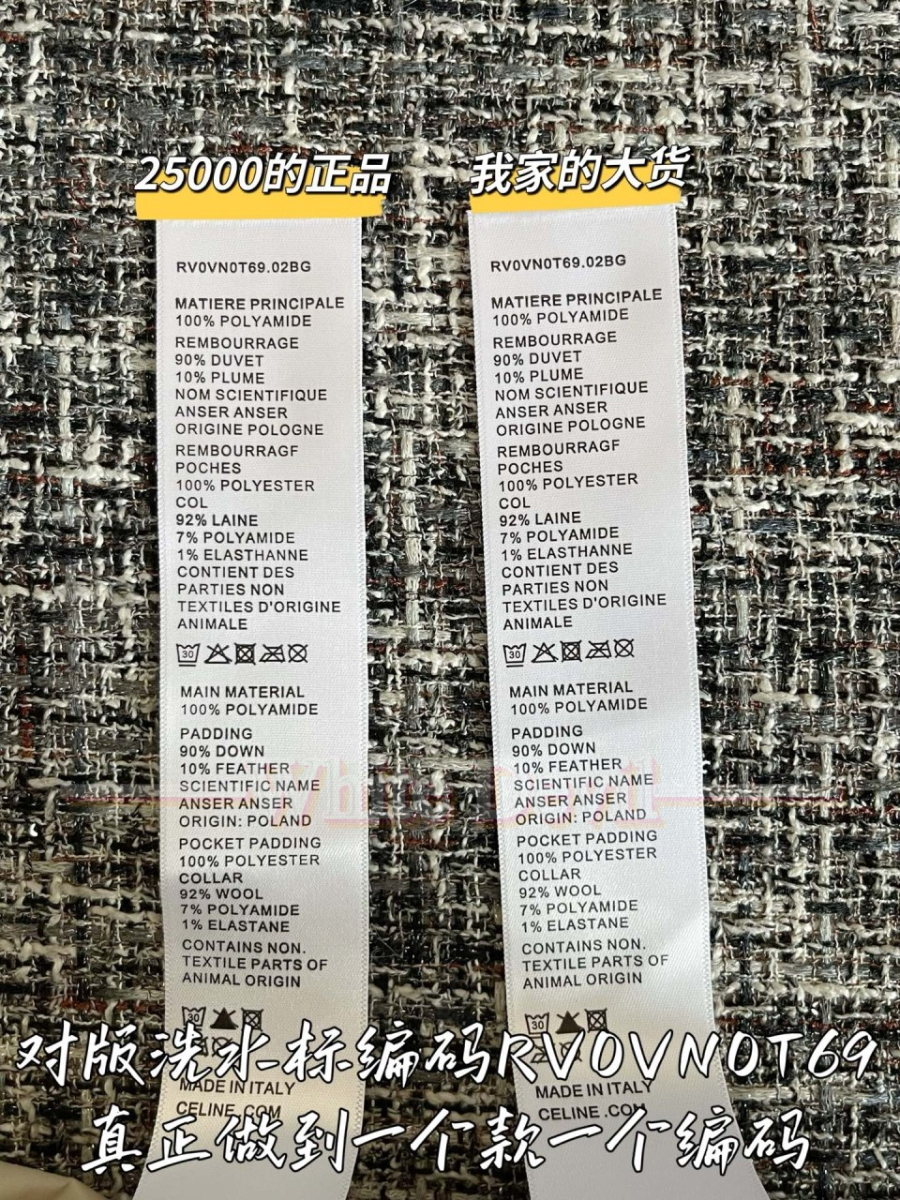 25000的正品
RV0VN0T69.02BG
MATIERE PRINCIPALE
100% POLYAMIDE
REMBOURRAGE
90% DUVET
10% PLUME
NOM SCIENTIFIQUE
ANSER ANSER
ORIGINE POLOGNE
REMBOURRAGF
POCHES
100% POLYESTER
COL
92% LAINE
7% POLYAMIDE
1% ELASTHANNE
CONTIENT DES
PARTIES NON
TEXTILES D'ORIGINE
ANIMALE
30
MAIN MATERIAL
100% POLYAMIDE
PADDING
90% DOWN
10% FEATHER
SCIENTIFIC NAME
ANSER ANSER
ORIGIN: POLAND
POCKET PADDING
100% POLYESTER
COLLAR
92% WOOL
7% POLYAMIDE
1% ELASTANE
CONTAINS NON.
TEXTILE PARTS OF
ANIMAL ORIGIN
30
MADE IN ITALY
CELINE .COM
我家的大货
RV0VN0T69.02BG
MATIERE PRINCIPALE
100% POLYAMIDE
REMBOURRAGE
90% DUVET
10% PLUME
NOM SCIENTIFIQUE
ANSER ANSER
ORIGINE POLOGNE
REMBOURRAGF
POCHES
100% POLYESTER
COL
92% LAINE
7% POLYAMIDE
1% ELASTHANNE
CONTIENT DES
PARTIES NON
TEXTILES D'ORIGINE
ANIMALE
30
MAIN MATERIAL
100% POLYAMIDE
PADDING
90% DOWN
10% FEATHER
SCIENTIFIC NAME
ANSER ANSER
ORIGIN: POLAND
POCKET PADDING
100% POLYESTER
COLLAR
92% WOOL
7% POLYAMIDE
1% ELASTANE
CONTAINS NON.
TEXTILE PARTS OF
ANIMAL ORIGIN
30
MADE IN ITALY
CELINE .COM
对版洗水标编码RV0VN0T69
真正做到一个款一个编码